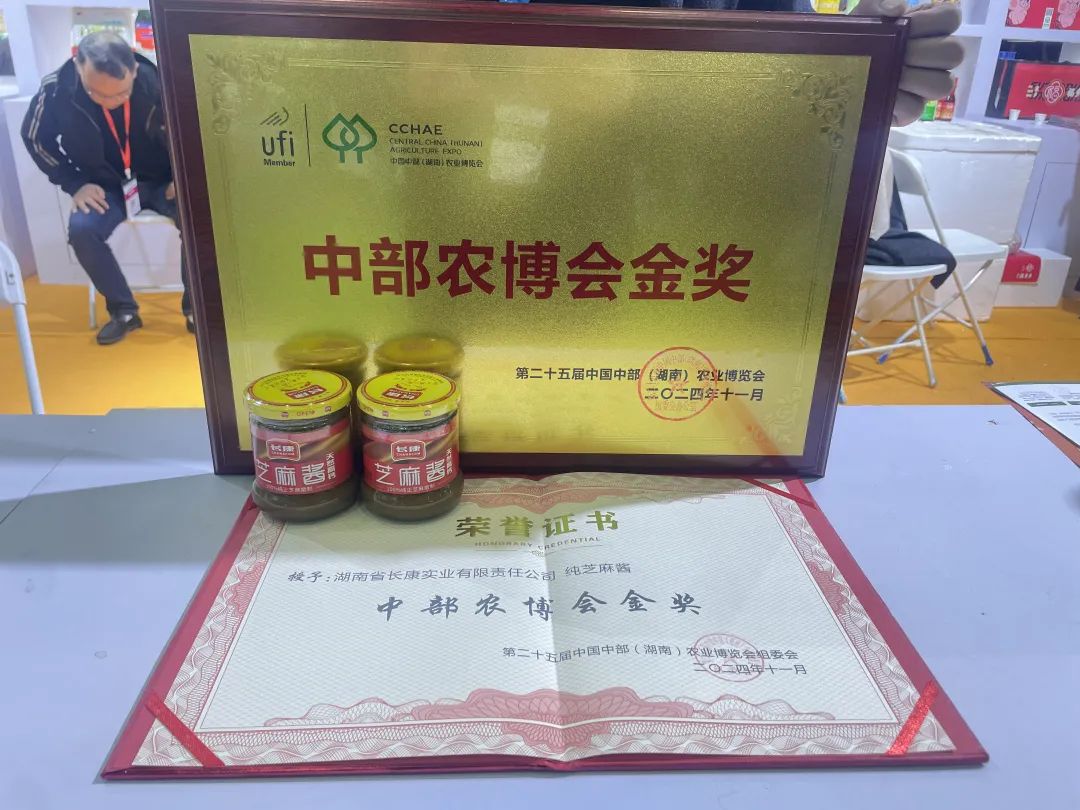 ufi
Member
CCHAE
CENTRAL CHINA (HUNAN)
AGRICULTURE EXPO
中国中部(湖南)农业博览会
中部农博会金奖
第二十五届中国中部(湖南)农业博览会
二〇二四年十一月
长康
芝麻酱
长康
芝麻酱
荣誉证书
HONORARY CREDENTIAL
授予:湖南省长康实业有限责任公司 纯芝麻酱
中部农博会金奖
第二十五届中国中部(湖南)农业博览会组委会
二〇二四年十一月